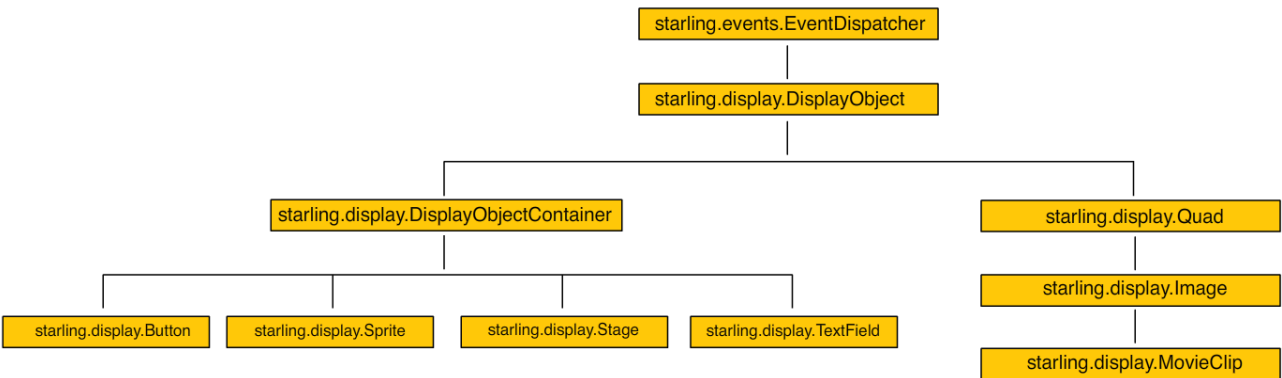 starling.events.EventDispatcher
starling.display.DisplayObject
starling.display.DisplayObjectContainer
starling.display.Quad
starling.display.Image
starling.display.Button
starling.display.Sprite
starling.display.Stage
starling.display.TextField
starling.display.MovieClip